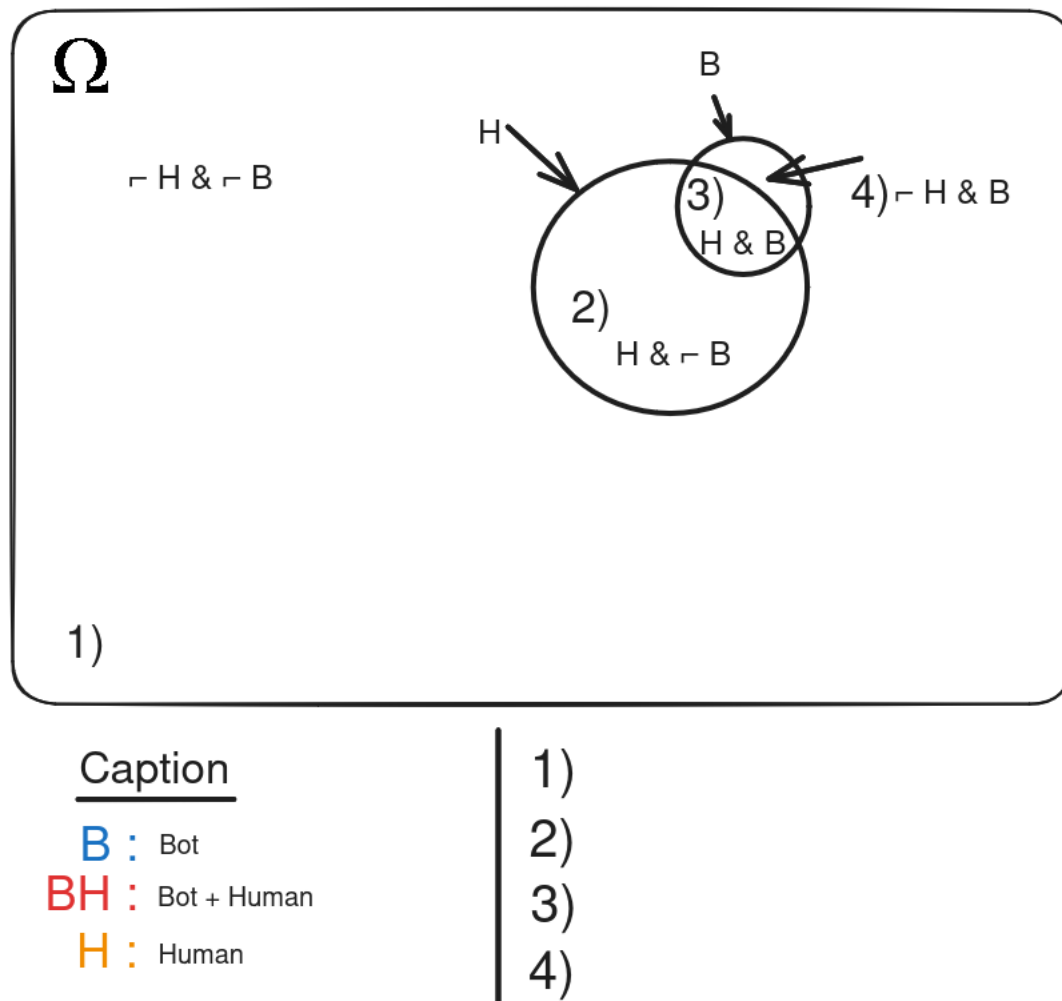 Ω
B
H
⌐ H & ⌐ B
3)
4) ⌐ H & B
H & B
2)
H & ⌐ B
1)
Caption
B : Bot
BH : Bot + Human
H : Human
1)
2)
3)
4)